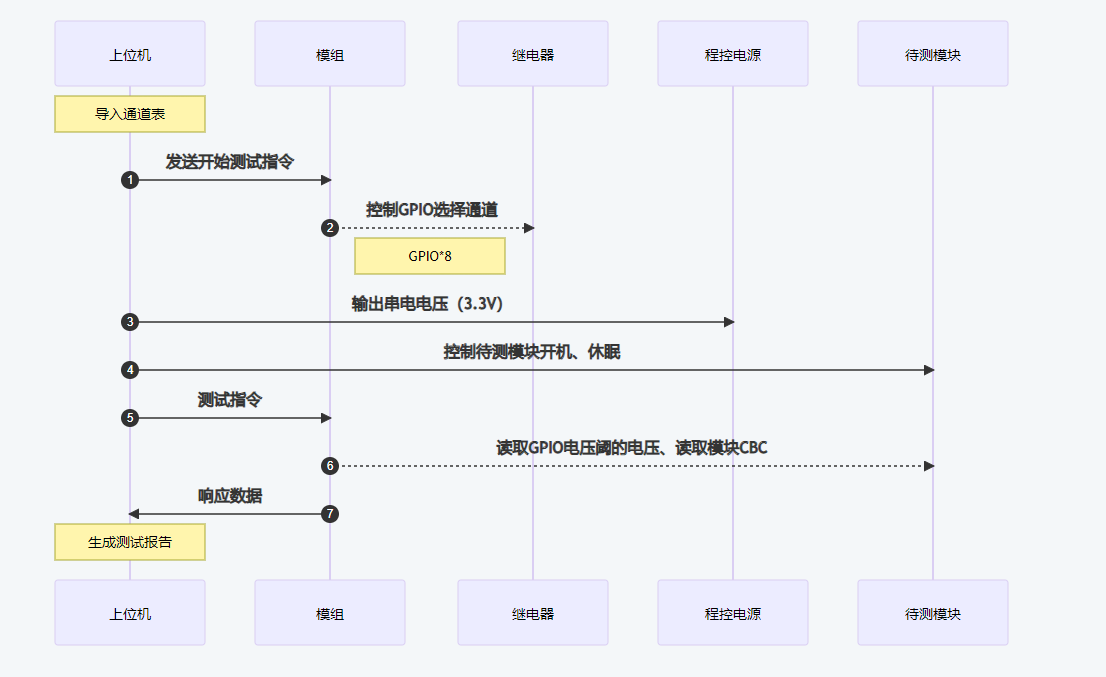 上位机
模组
继电器
程控电源
待测模块
导入通道表
发送开始测试指令
1
控制GPIO选择通道
2
GPIO*8
输出串电电压（3.3V）
3
控制待测模块开机、休眠
4
测试指令
5
读取GPIO电压阈的电压、读取模块CBC
6
响应数据
7
生成测试报告
上位机
模组
继电器
程控电源
待测模块